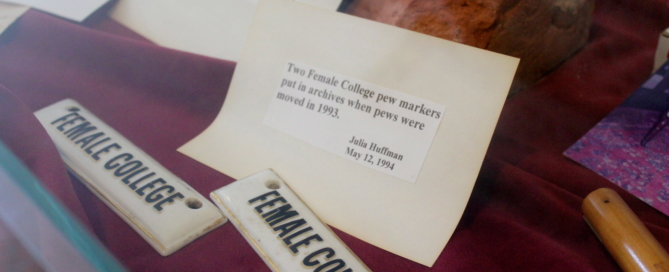 Two Female College pew markers
put in archives when pews were
moved in 1993.
Julia Huffman
May 12, 1994
FEMALE COLLEGE
FEMALE CO